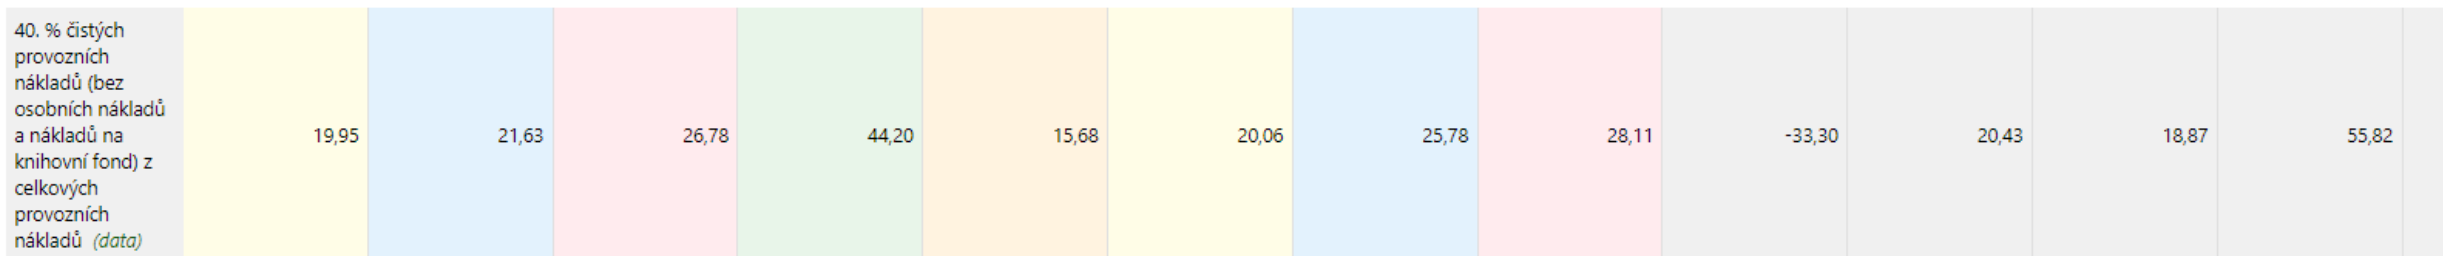 40. % čistých
provozních
nákladů (bez
osobních nákladů
a nákladů na
knihovní fond) z
celkových
provozních
nákladů (data)
19,95 21,63 26,78 44,20 15,68 20,06 25,78 28,11 -33,30 20,43 18,87 55,82